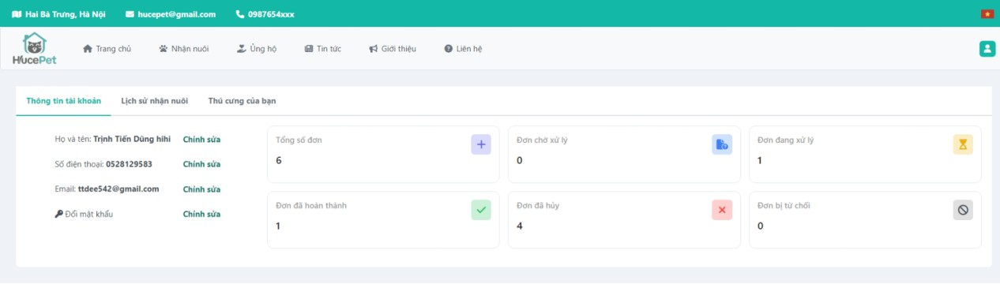 Hai Bà Trưng, Hà Nội hucepet@gmail.com 0987654xxx
HucePet Trang chủ Nhận nuôi Ủng hộ Tin tức Giới thiệu Liên hệ
Thông tin tài khoản Lịch sử nhận nuôi Thú cưng của bạn
Họ và tên: Trịnh Tiến Dũng hihi Chỉnh sửa
Số điện thoại: 0528129583 Chỉnh sửa
Email: ttdee542@gmail.com Chỉnh sửa
Đổi mật khẩu Chỉnh sửa
Tổng số đơn
6
Đơn chờ xử lý
0
Đơn đang xử lý
1
Đơn đã hoàn thành
1
Đơn đã hủy
4
Đơn bị từ chối
0